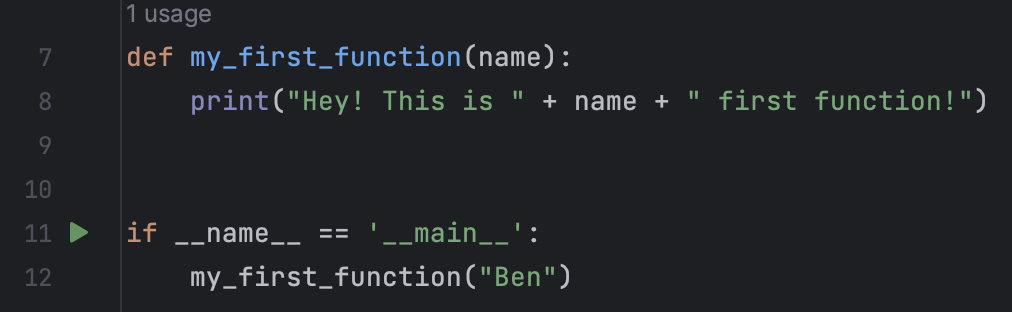 1 usage
7 def my_first_function(name):
8     print("Hey! This is " + name + " first function!")
9
10
11 if __name__ == '__main__':
12     my_first_function("Ben")